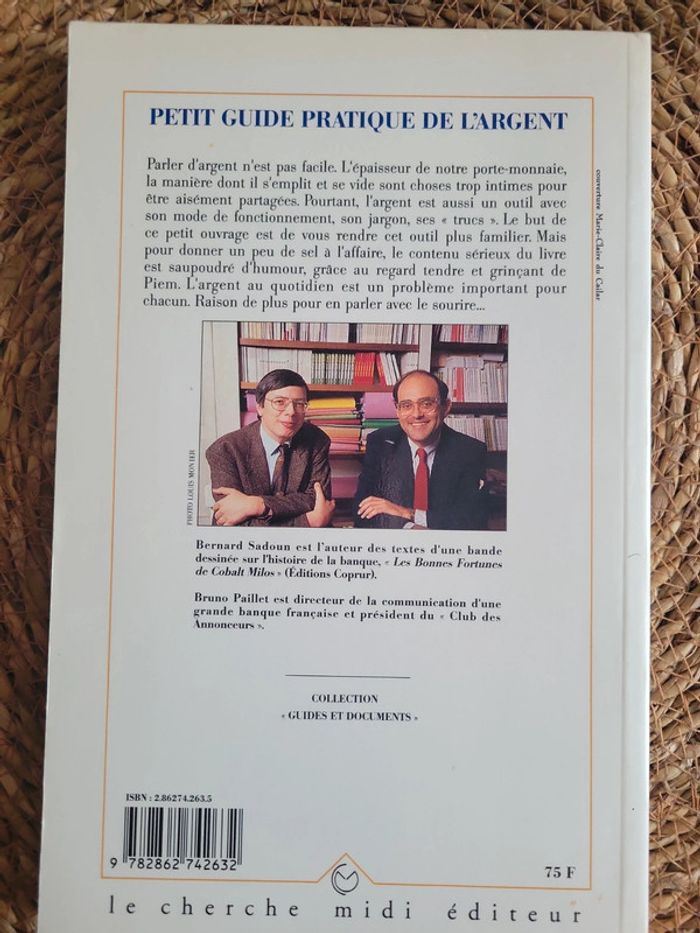 PETIT GUIDE PRATIQUE DE L'ARGENT
Parler d'argent n'est pas facile. L'épaisseur de notre porte-monnaie,
la manière dont il s'emplit et se vide sont choses trop intimes pour
être aisément partagées. Pourtant, l'argent est aussi un outil avec
son mode de fonctionnement, son jargon, ses « trucs ». Le but de
ce petit ouvrage est de vous rendre cet outil plus familier. Mais
pour donner un peu de sel à l'affaire, le contenu sérieux du livre
est saupoudré d'humour, grâce au regard tendre et grinçant de
Piem. L'argent au quotidien est un problème important pour
chacun. Raison de plus pour en parler avec le sourire...
couverture Marie-Claire du Cailar
PHOTO LOUIS MONIER
Bernard Sadoun est l'auteur des textes d'une bande
dessinée sur l'histoire de la banque, « Les Bonnes Fortunes
de Cobalt Milos » (Éditions Coprur).
Bruno Paillet est directeur de la communication d'une
grande banque française et président du « Club des
Annonceurs ».
COLLECTION
« GUIDES ET DOCUMENTS »
ISBN : 2.86274.263.5
9 782862 742632
75 F
le cherche midi éditeur